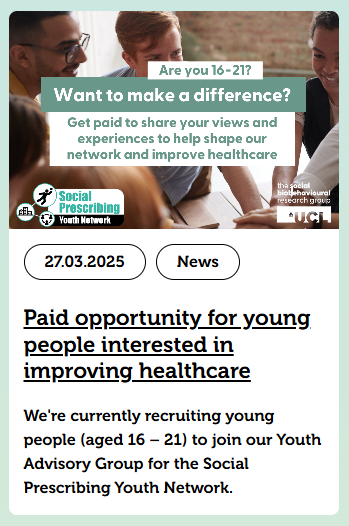 Are you 16-21?
Want to make a difference?
Get paid to share your views and
experiences to help shape our
network and improve healthcare
Social
Prescribing
Youth Network
the social
biobehavioural
research group
UCL
27.03.2025
News
Paid opportunity for young
people interested in
improving healthcare
We're currently recruiting young
people (aged 16 – 21) to join our Youth
Advisory Group for the Social
Prescribing Youth Network.